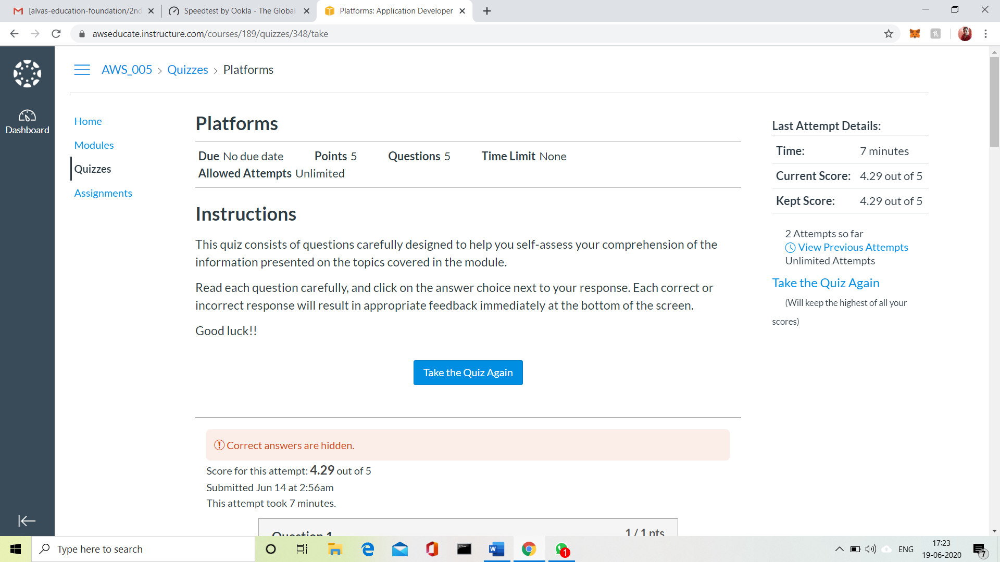 [alvas-education-foundation/2nd
Speedtest by Ookla - The Global
Platforms: Application Developer
awseducate.instructure.com/courses/189/quizzes/348/take
AWS_005 › Quizzes › Platforms
Dashboard
Home
Modules
Quizzes
Assignments
Platforms
Due No due date Points 5 Questions 5 Time Limit None
Allowed Attempts Unlimited
Instructions
This quiz consists of questions carefully designed to help you self-assess your comprehension of the
information presented on the topics covered in the module.
Read each question carefully, and click on the answer choice next to your response. Each correct or
incorrect response will result in appropriate feedback immediately at the bottom of the screen.
Good luck!!
Take the Quiz Again
Correct answers are hidden.
Score for this attempt: 4.29 out of 5
Submitted Jun 14 at 2:56am
This attempt took 7 minutes.
Question 1
1 / 1 pts
Last Attempt Details:
Time: 7 minutes
Current Score: 4.29 out of 5
Kept Score: 4.29 out of 5
2 Attempts so far
View Previous Attempts
Unlimited Attempts
Take the Quiz Again
(Will keep the highest of all your
scores)
Type here to search
1
ENG
17:23
19-06-2020
7